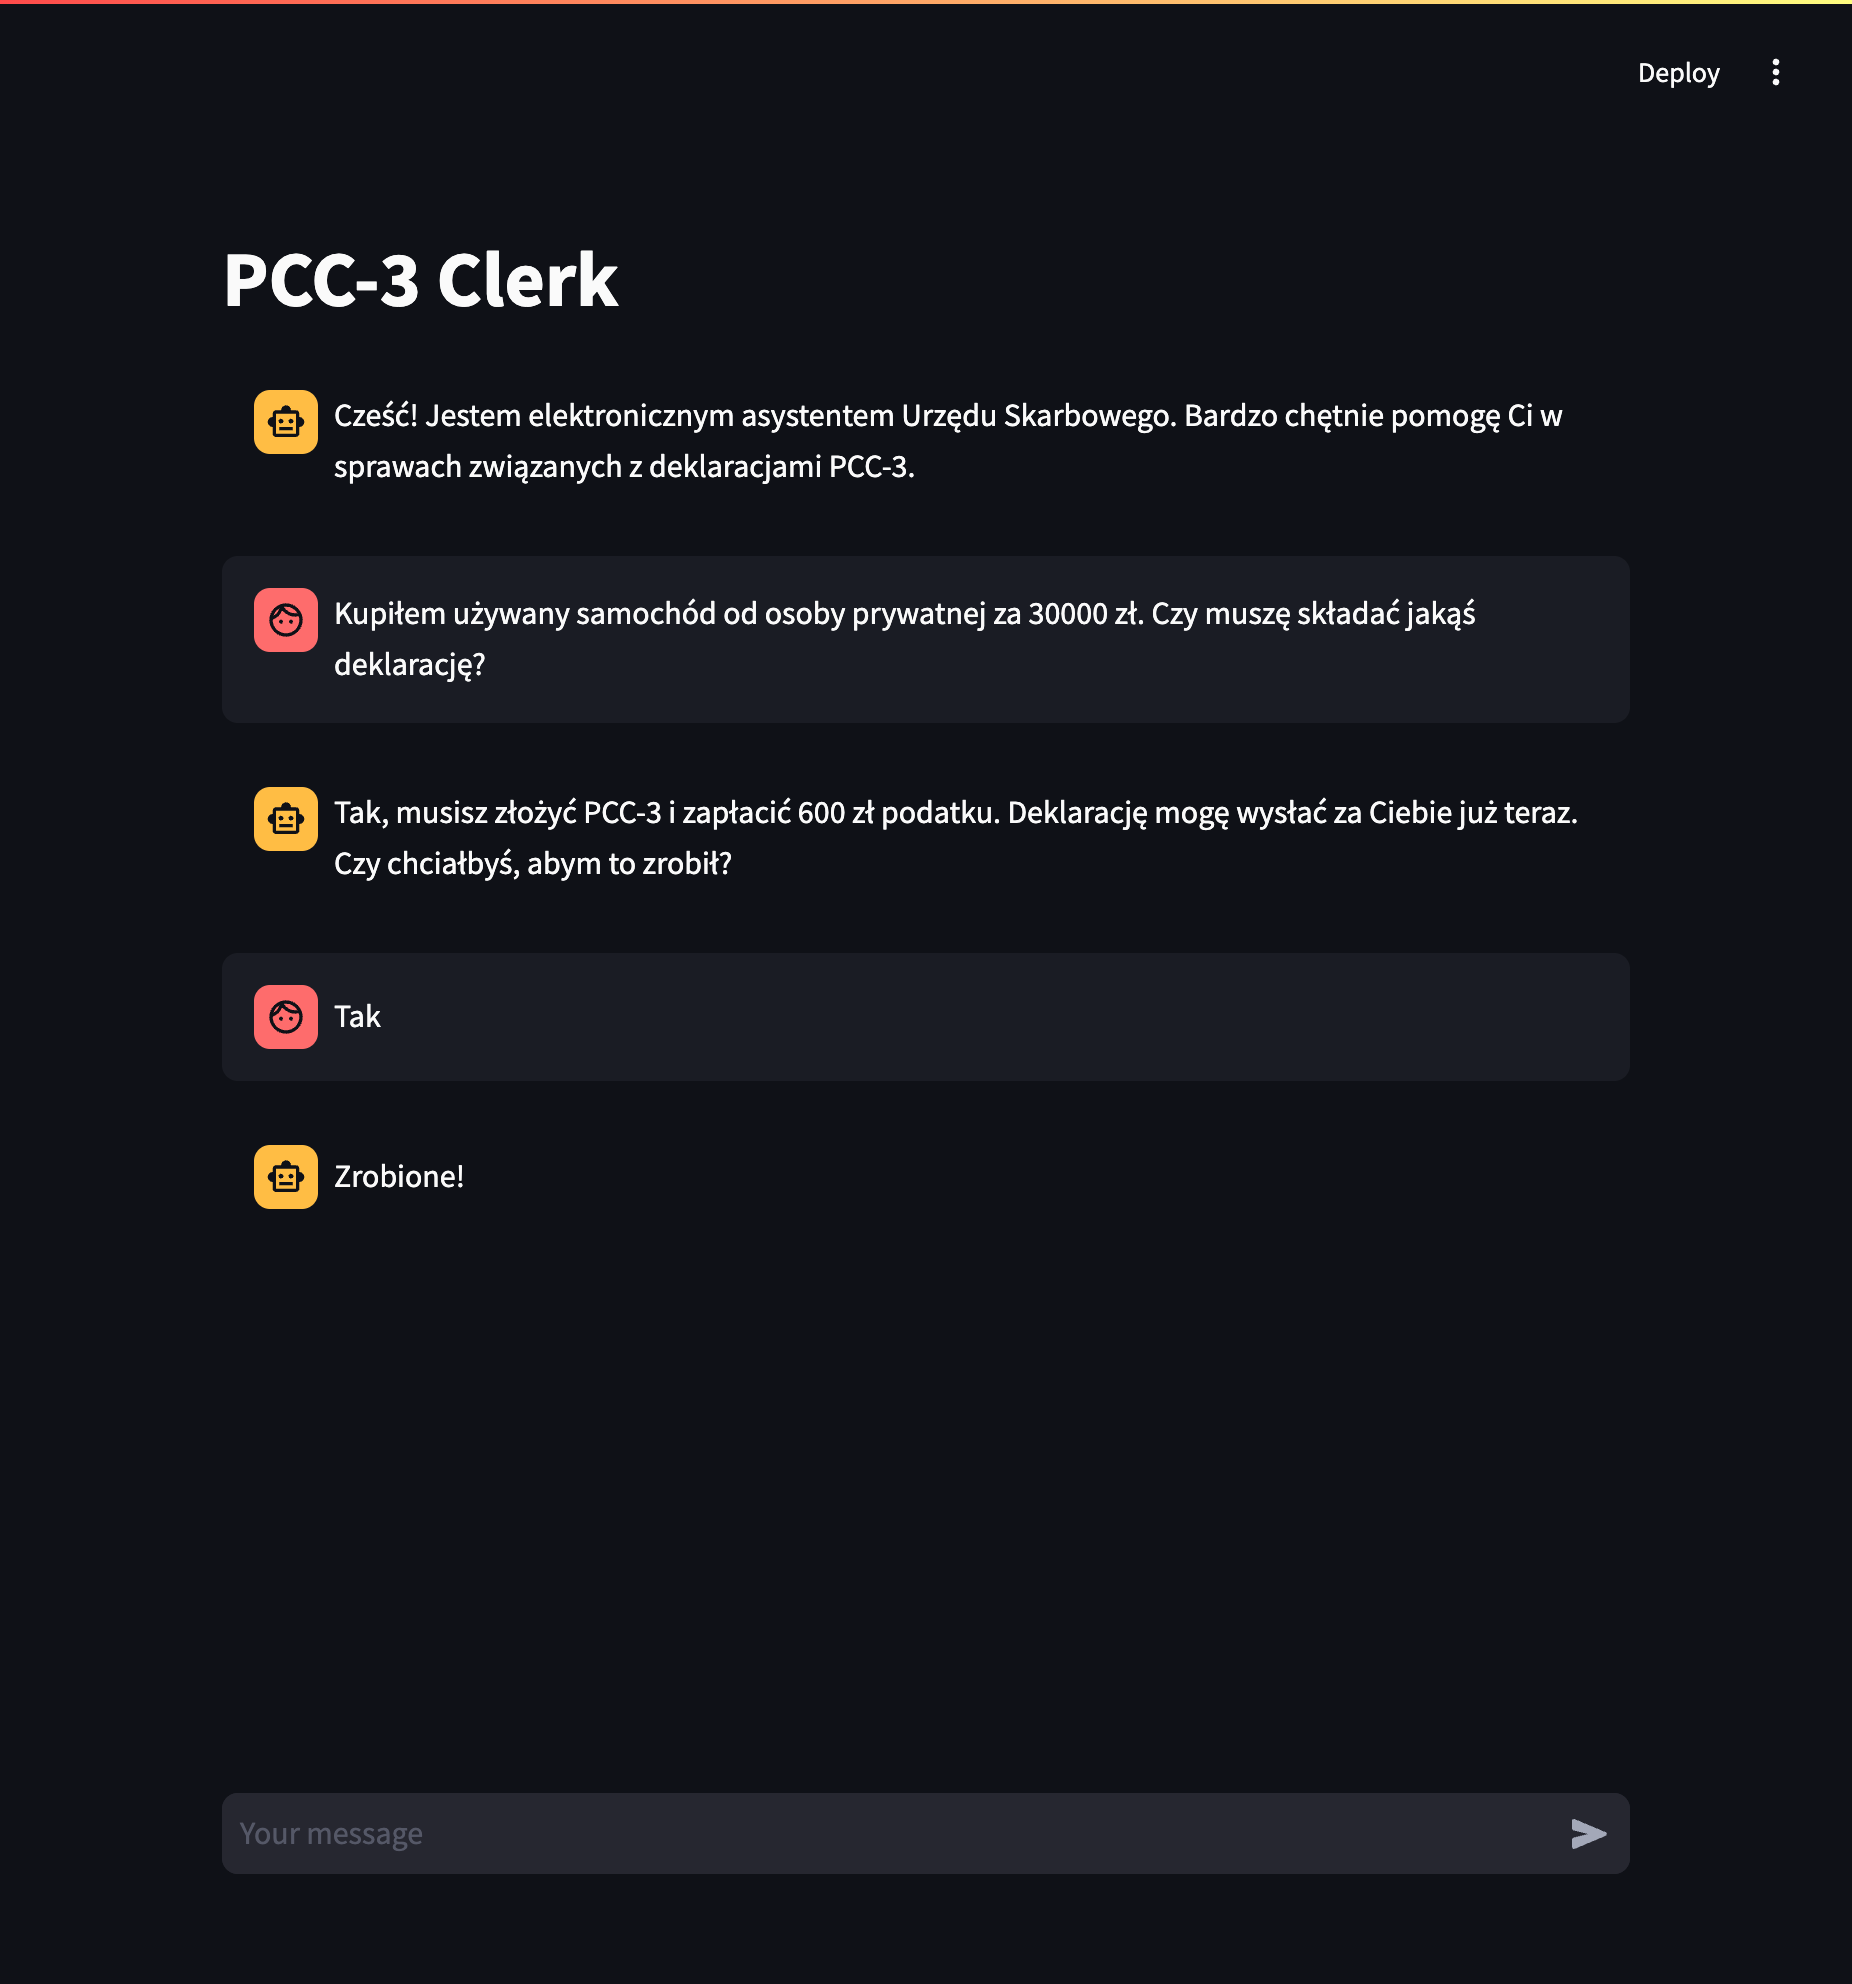 Deploy
PCC-3 Clerk
Cześć! Jestem elektronicznym asystentem Urzędu Skarbowego. Bardzo chętnie pomogę Ci w
sprawach związanych z deklaracjami PCC-3.
Kupiłem używany samochód od osoby prywatnej za 30000 zł. Czy muszę składać jakąś
deklarację?
Tak, musisz złożyć PCC-3 i zapłacić 600 zł podatku. Deklarację mogę wysłać za Ciebie już teraz.
Czy chciałbyś, abym to zrobił?
Tak
Zrobione!
Your message